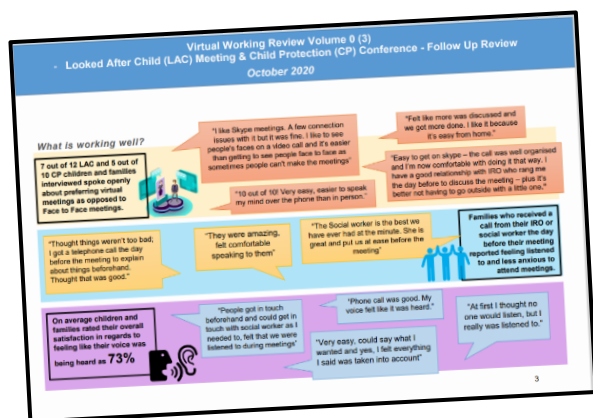 Virtual Working Review Volume 0 (3)
- Looked After Child (LAC) Meeting & Child Protection (CP) Conference - Follow Up Review
October 2020
What is working well?
7 out of 12 LAC and 5 out of
10 CP children and families
interviewed spoke openly
about preferring virtual
meetings as opposed to
Face to Face meetings.
"I like Skype meetings. A few connection
issues with it but it was fine. I like to see
people's faces on a video call and it's easier
than getting to see people face to face as
sometimes people can't make the meetings"
"Felt like more was discussed and
we got more done. I like it because
it's easy from home."
"10 out of 10! Very easy, easier to speak
my mind over the phone than in person."
"Easy to get on skype – the call was well organised
and I'm now comfortable with doing it that way. I
have a good relationship with IRO who rang me
the day before to discuss the meeting – plus it's
better not having to go outside with a little one."
"Thought things weren't too bad;
I got a telephone call the day
before the meeting to explain
about things beforehand.
Thought that was good."
"They were amazing,
felt comfortable
speaking to them"
"The Social worker is the best we
have ever had at the minute. She is
great and put us at ease before the
meeting"
Families who received a
call from their IRO or
social worker the day
before their meeting
reported feeling listened
to and less anxious to
attend meetings.
On average children and
families rated their overall
satisfaction in regards to
feeling like their voice was
being heard as 73%
"People got in touch
beforehand and could get in
touch with social worker as I
needed to, felt that we were
listened to during meetings"
"Phone call was good. My
voice felt like it was heard."
"Very easy, could say what I
wanted and yes, I felt everything
I said was taken into account"
"At first I thought no
one would listen, but I
really was listened to."
3